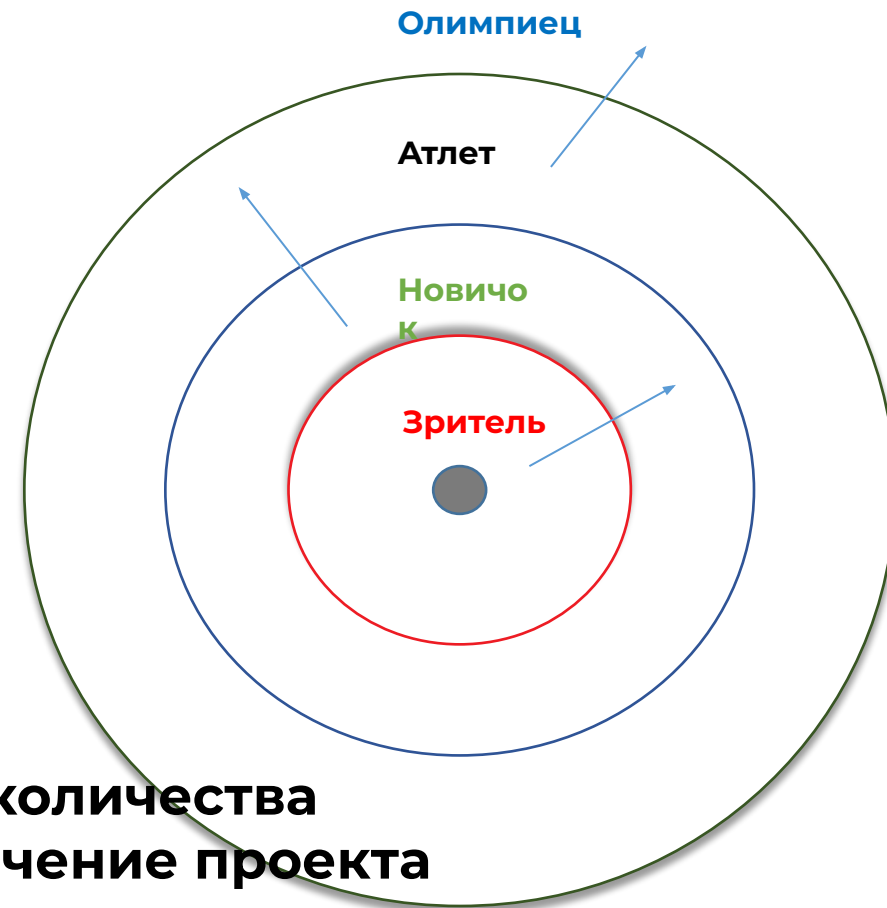 Олимпиец
Атлет
Новичо
к
Зритель
количества
чение проекта